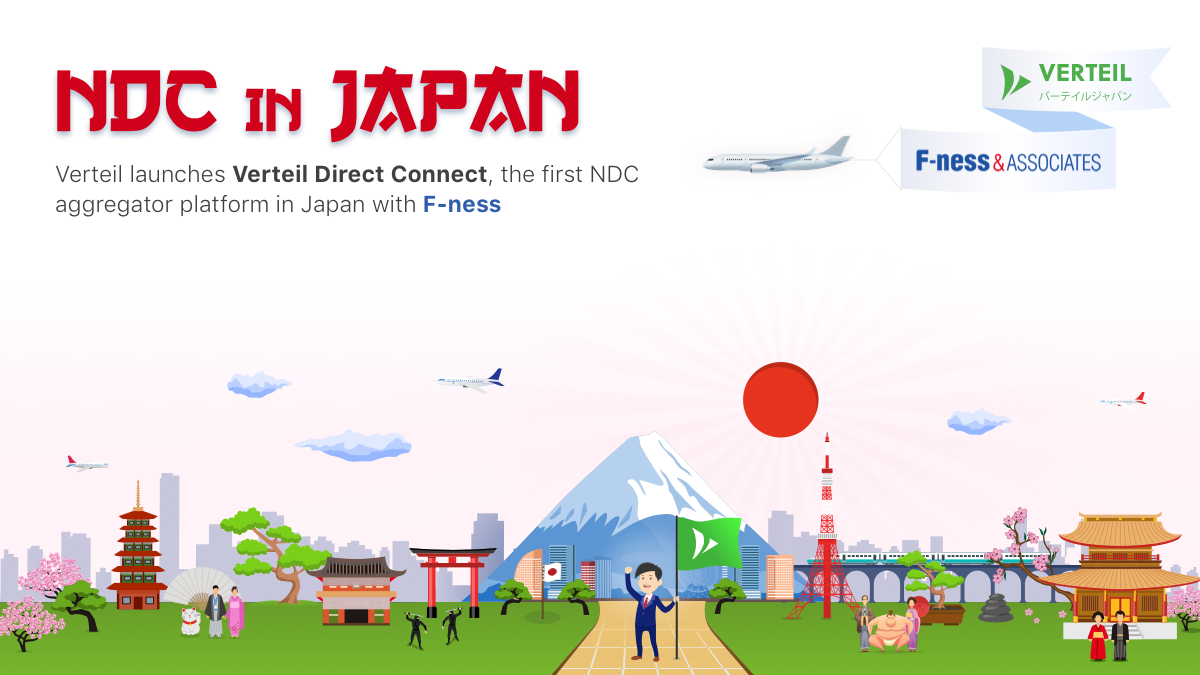 NDC IN JAPAN
Verteil launches Verteil Direct Connect, the first NDC
aggregator platform in Japan with F-ness
VERTEIL
バーテイルジャパン
F-ness & ASSOCIATES